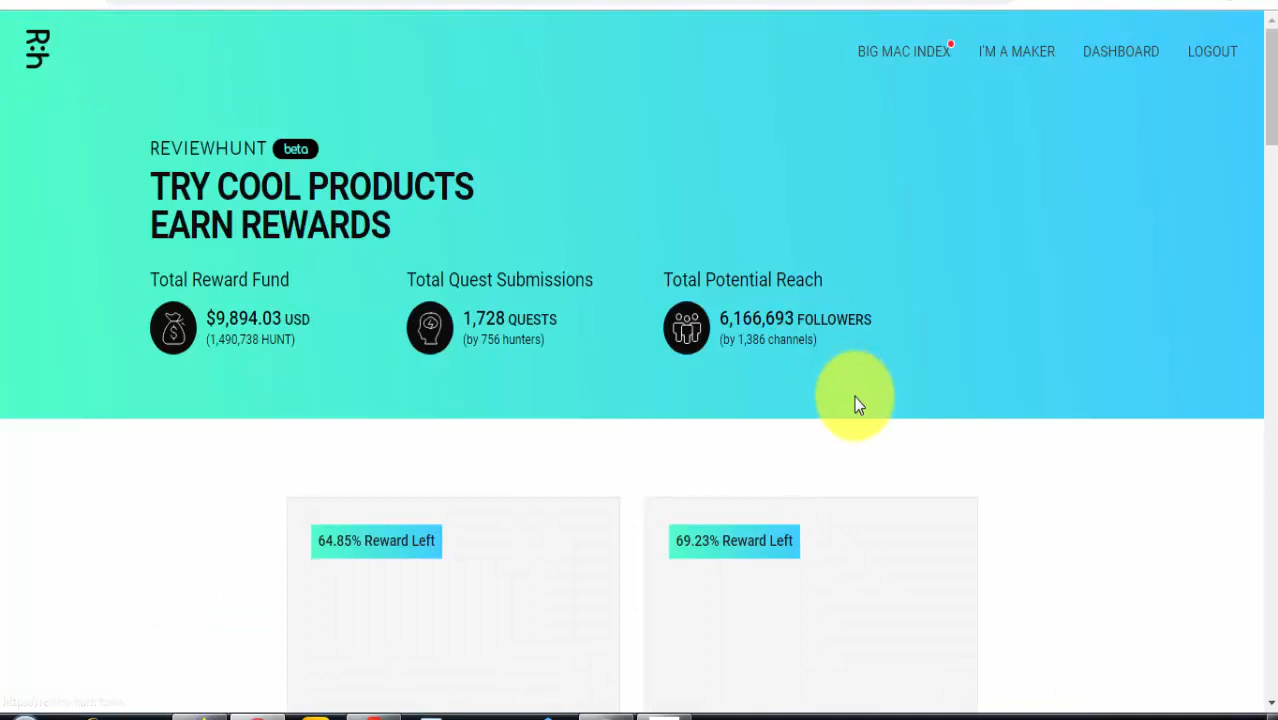 R:h
BIG MAC INDEX
I'M A MAKER
DASHBOARD
LOGOUT
REVIEWHUNT beta
TRY COOL PRODUCTS
EARN REWARDS
Total Reward Fund
$9,894.03 USD
(1,490,738 HUNT)
Total Quest Submissions
1,728 QUESTS
(by 756 hunters)
Total Potential Reach
6,166,693 FOLLOWERS
(by 1,386 channels)
64.85% Reward Left
69.23% Reward Left